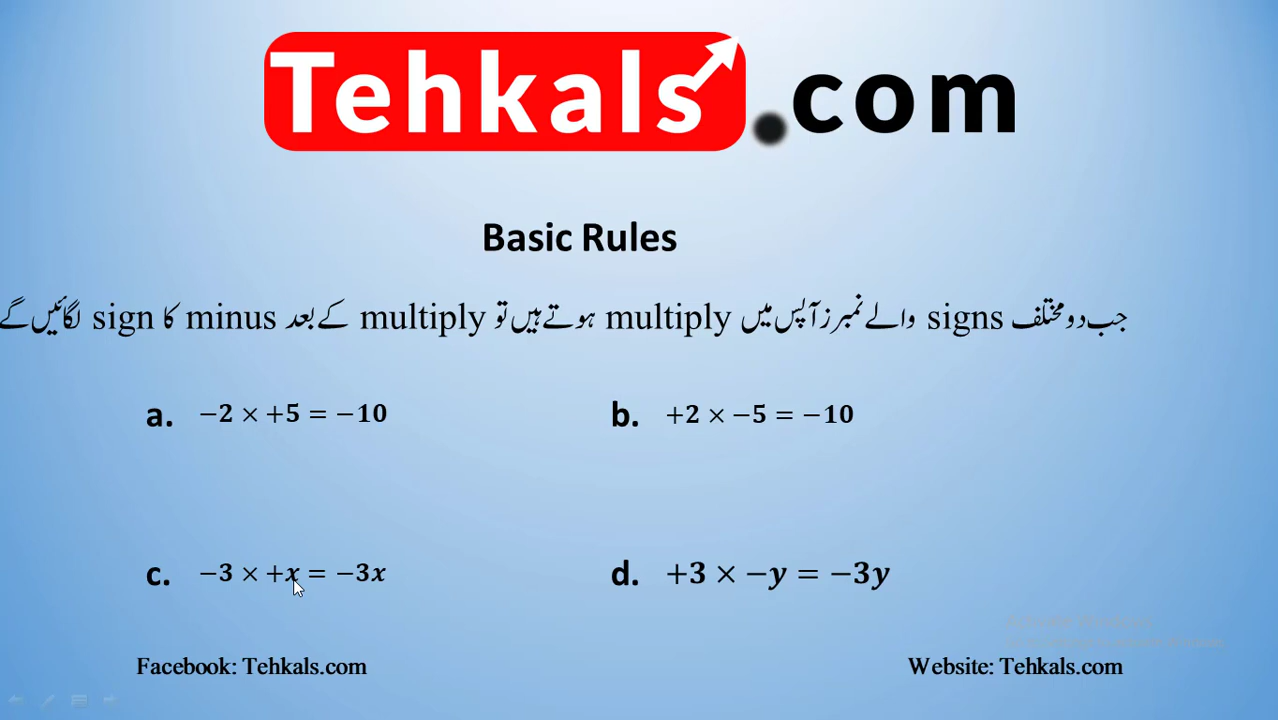 Tehkals.com
Basic Rules
جب دو مختلف signs والے نمبرز آپس میں multiply ہوتے ہیں تو multiply کے بعد minus کا sign لگائیں گے
a. −2 × +5 = −10
b. +2 × −5 = −10
c. −3 × +x = −3x
d. +3 × −y = −3y
Facebook: Tehkals.com
Website: Tehkals.com